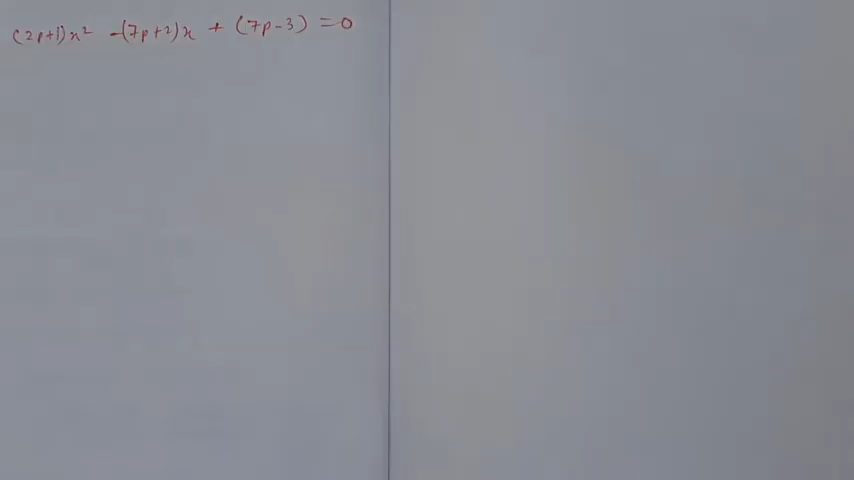 (2p+1)x² -(7p+2)x + (7p-3) =0